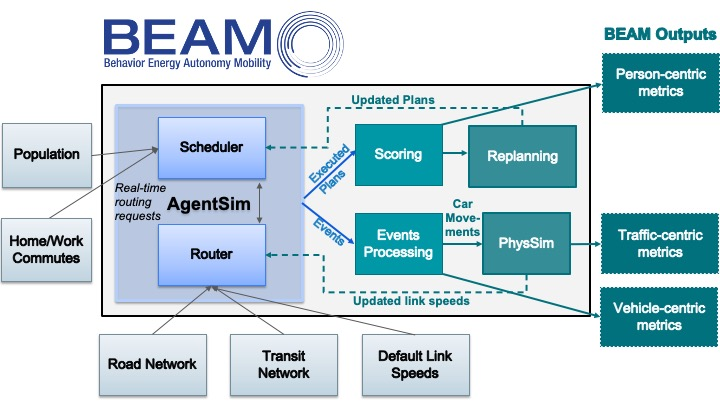 BEAM
Behavior Energy Autonomy Mobility
BEAM Outputs
Person-centric
metrics
Updated Plans
Population
Scheduler
Scoring
Replanning
Executed
Plans
Real-time
routing
requests
AgentSim
Home/Work
Commutes
Router
Events
Events
Processing
Car
Move-
ments
PhysSim
Traffic-centric
metrics
Updated link speeds
Vehicle-centric
metrics
Road Network
Transit
Network
Default Link
Speeds